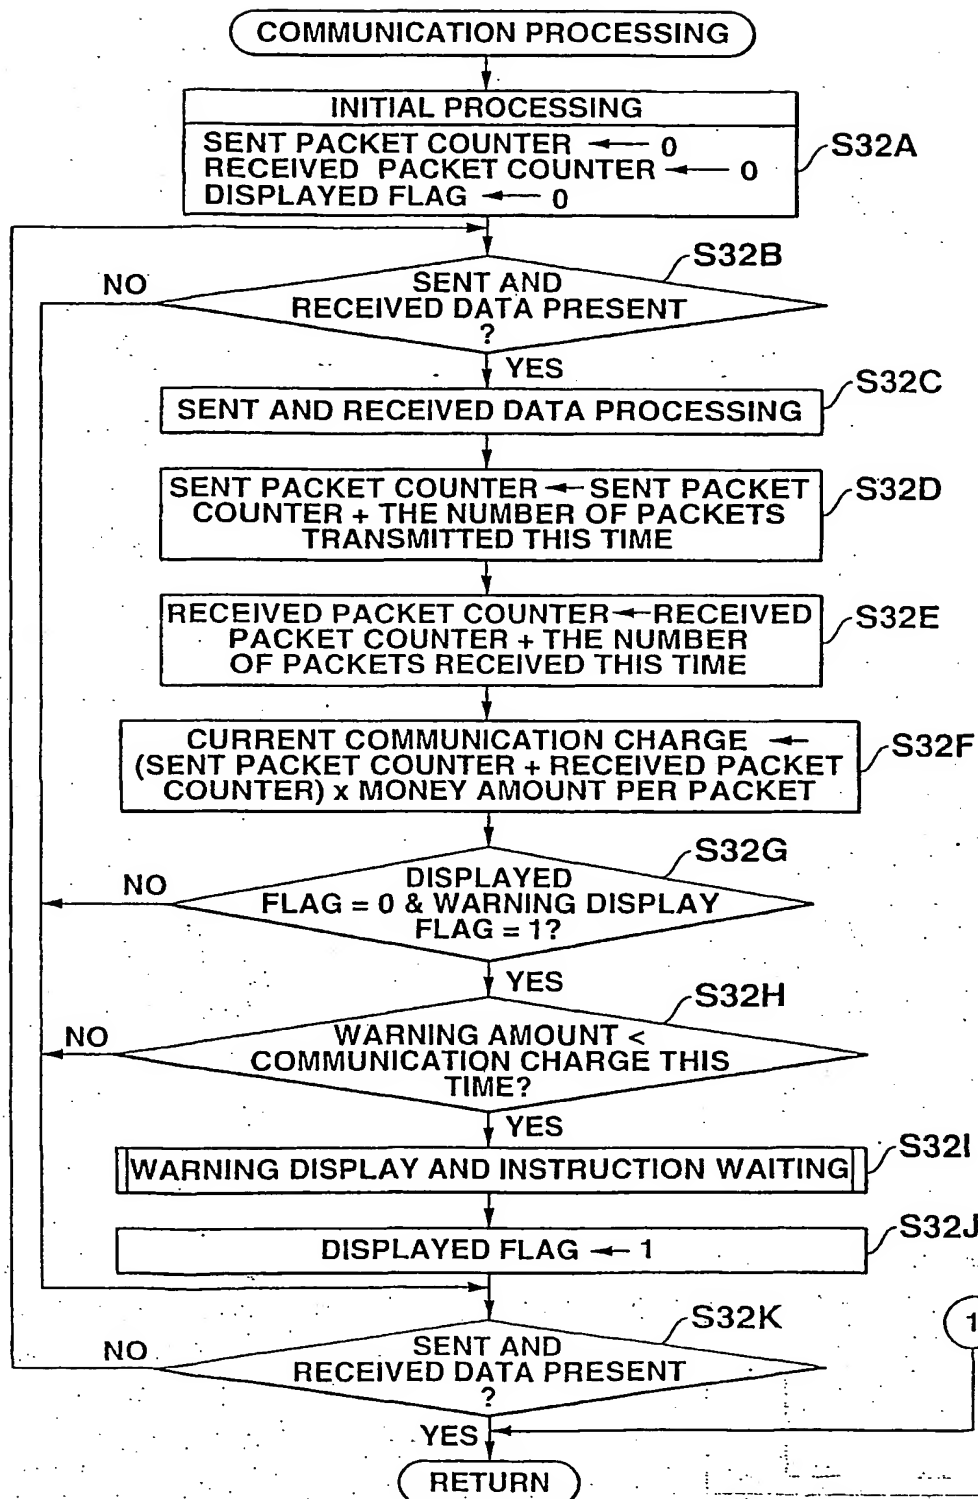 COMMUNICATION PROCESSING
INITIAL PROCESSING
SENT PACKET COUNTER ← 0
RECEIVED PACKET COUNTER ← 0
DISPLAYED FLAG ← 0
S32A
S32B
NO
SENT AND
RECEIVED DATA PRESENT
?
YES
S32C
SENT AND RECEIVED DATA PROCESSING
SENT PACKET COUNTER ← SENT PACKET
COUNTER + THE NUMBER OF PACKETS
TRANSMITTED THIS TIME
S32D
RECEIVED PACKET COUNTER ← RECEIVED
PACKET COUNTER + THE NUMBER
OF PACKETS RECEIVED THIS TIME
S32E
CURRENT COMMUNICATION CHARGE ←
(SENT PACKET COUNTER + RECEIVED PACKET
COUNTER) x MONEY AMOUNT PER PACKET
S32F
S32G
NO
DISPLAYED
FLAG = 0 & WARNING DISPLAY
FLAG = 1?
YES
S32H
NO
WARNING AMOUNT <
COMMUNICATION CHARGE THIS
TIME?
YES
S32I
WARNING DISPLAY AND INSTRUCTION WAITING
S32J
DISPLAYED FLAG ← 1
S32K
1
NO
SENT AND
RECEIVED DATA PRESENT
?
YES
RETURN